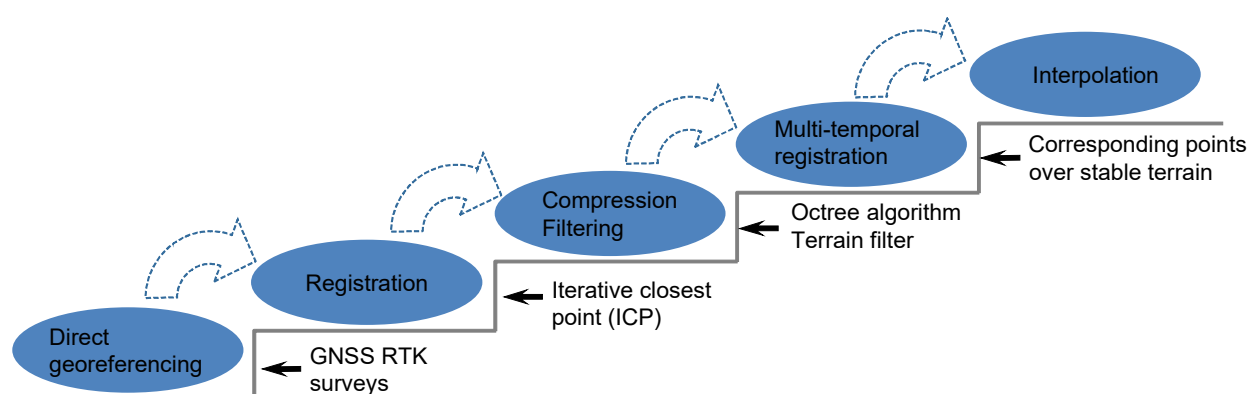 Direct
georeferencing
GNSS RTK
surveys
Registration
Iterative closest
point (ICP)
Compression
Filtering
Octree algorithm
Terrain filter
Multi-temporal
registration
Corresponding points
over stable terrain
Interpolation